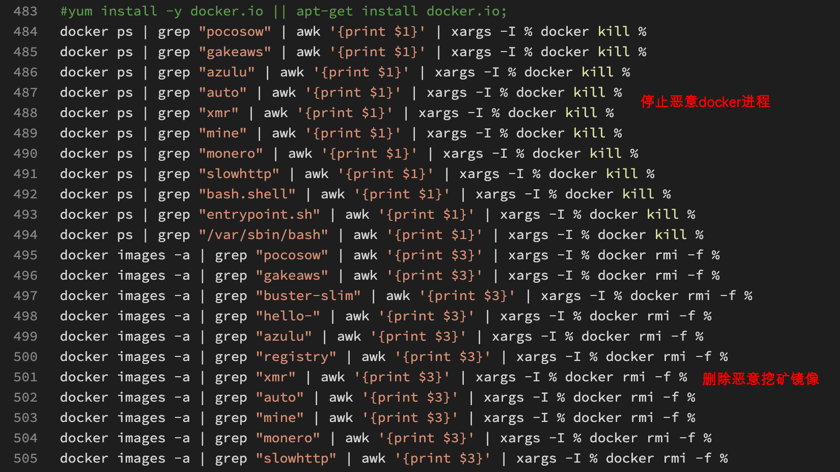 483 #yum install -y docker.io || apt-get install docker.io;
484 docker ps | grep "pocosow" | awk '{print $1}' | xargs -I % docker kill %
485 docker ps | grep "gakeaws" | awk '{print $1}' | xargs -I % docker kill %
486 docker ps | grep "azulu" | awk '{print $1}' | xargs -I % docker kill %
487 docker ps | grep "auto" | awk '{print $1}' | xargs -I % docker kill %
停止恶意docker进程
488 docker ps | grep "xmr" | awk '{print $1}' | xargs -I % docker kill %
489 docker ps | grep "mine" | awk '{print $1}' | xargs -I % docker kill %
490 docker ps | grep "monero" | awk '{print $1}' | xargs -I % docker kill %
491 docker ps | grep "slowhttp" | awk '{print $1}' | xargs -I % docker kill %
492 docker ps | grep "bash.shell" | awk '{print $1}' | xargs -I % docker kill %
493 docker ps | grep "entrypoint.sh" | awk '{print $1}' | xargs -I % docker kill %
494 docker ps | grep "/var/sbin/bash" | awk '{print $1}' | xargs -I % docker kill %
495 docker images -a | grep "pocosow" | awk '{print $3}' | xargs -I % docker rmi -f %
496 docker images -a | grep "gakeaws" | awk '{print $3}' | xargs -I % docker rmi -f %
497 docker images -a | grep "buster-slim" | awk '{print $3}' | xargs -I % docker rmi -f %
498 docker images -a | grep "hello-" | awk '{print $3}' | xargs -I % docker rmi -f %
499 docker images -a | grep "azulu" | awk '{print $3}' | xargs -I % docker rmi -f %
500 docker images -a | grep "registry" | awk '{print $3}' | xargs -I % docker rmi -f %
501 docker images -a | grep "xmr" | awk '{print $3}' | xargs -I % docker rmi -f %
删除恶意挖矿镜像
502 docker images -a | grep "auto" | awk '{print $3}' | xargs -I % docker rmi -f %
503 docker images -a | grep "mine" | awk '{print $3}' | xargs -I % docker rmi -f %
504 docker images -a | grep "monero" | awk '{print $3}' | xargs -I % docker rmi -f %
505 docker images -a | grep "slowhttp" | awk '{print $3}' | xargs -I % docker rmi -f %